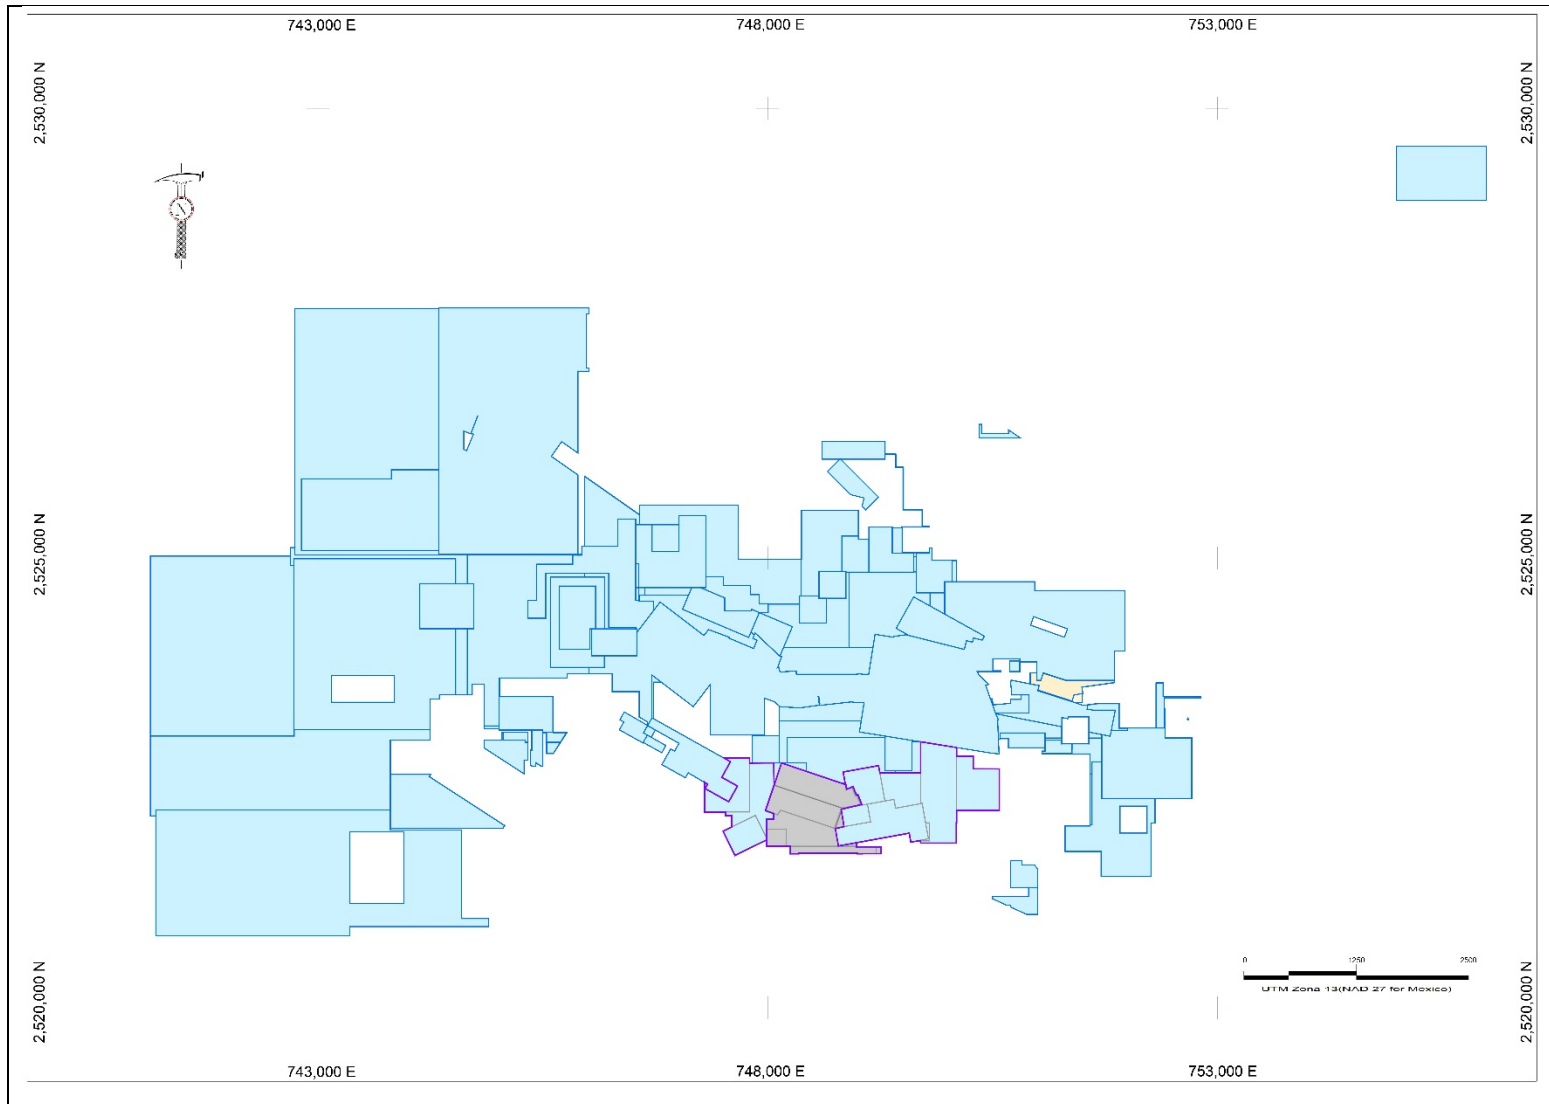 743,000 E
748,000 E
753,000 E
2,530,000 N
2,530,000 N
2,525,000 N
2,525,000 N
2,520,000 N
2,520,000 N
0
1250
2500
UTM Zona 13(NAD 27 for Mexico)
743,000 E
748,000 E
753,000 E